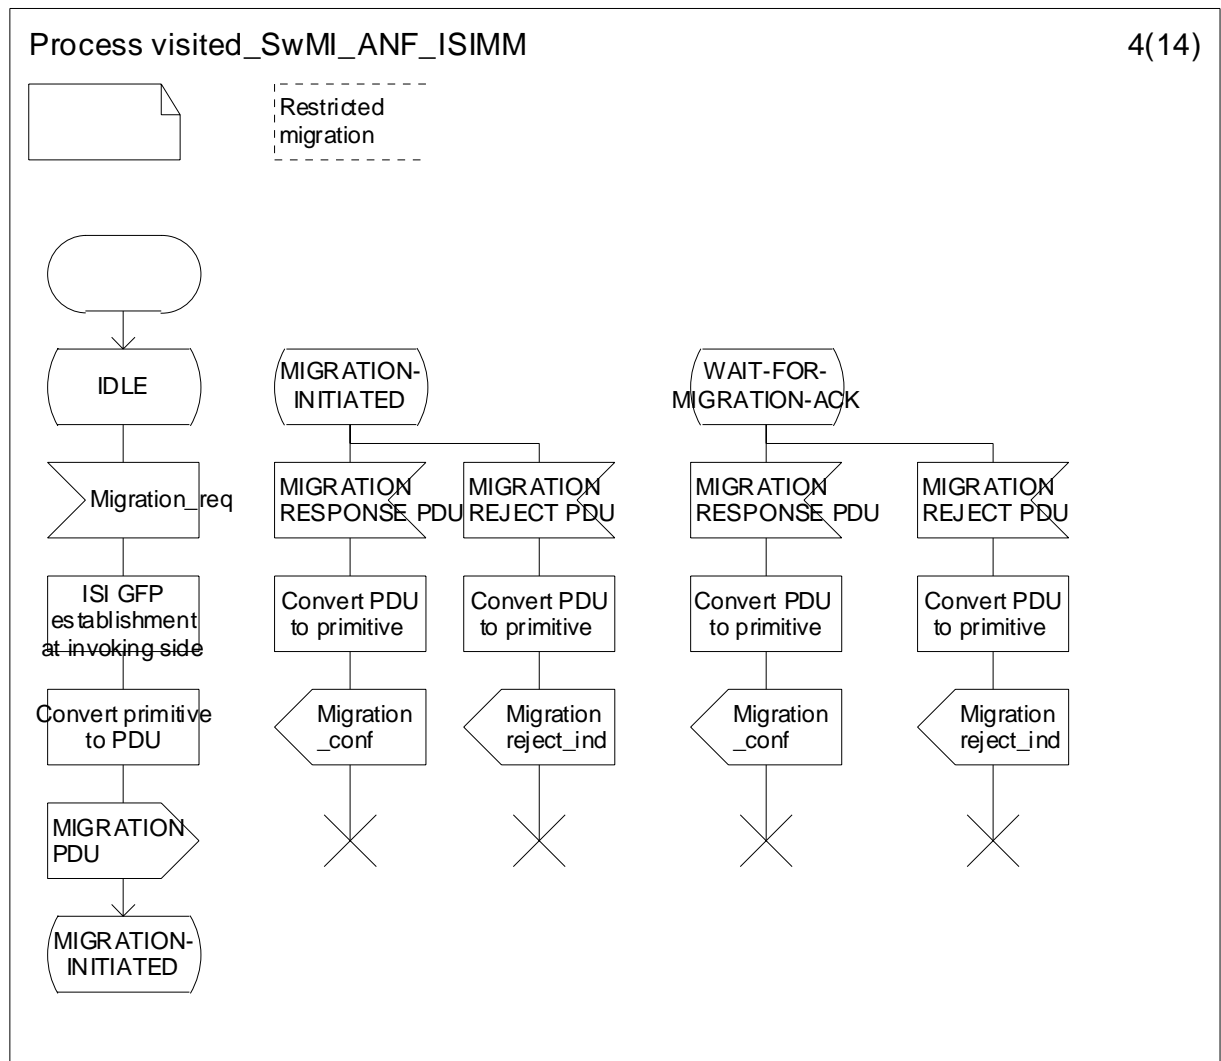 Process visited_SwMI_ANF_ISIMM
4(14)
Restricted
migration
IDLE
Migration_req
ISI GFP
establishment
at invoking side
Convert primitive
to PDU
MIGRATION
PDU
MIGRATION-
INITIATED
MIGRATION-
INITIATED
MIGRATION
RESPONSE PDU
Convert PDU
to primitive
Migration
_conf
MIGRATION
REJECT PDU
Convert PDU
to primitive
Migration
reject_ind
WAIT-FOR-
MIGRATION-ACK
MIGRATION
RESPONSE PDU
Convert PDU
to primitive
Migration
_conf
MIGRATION
REJECT PDU
Convert PDU
to primitive
Migration
reject_ind